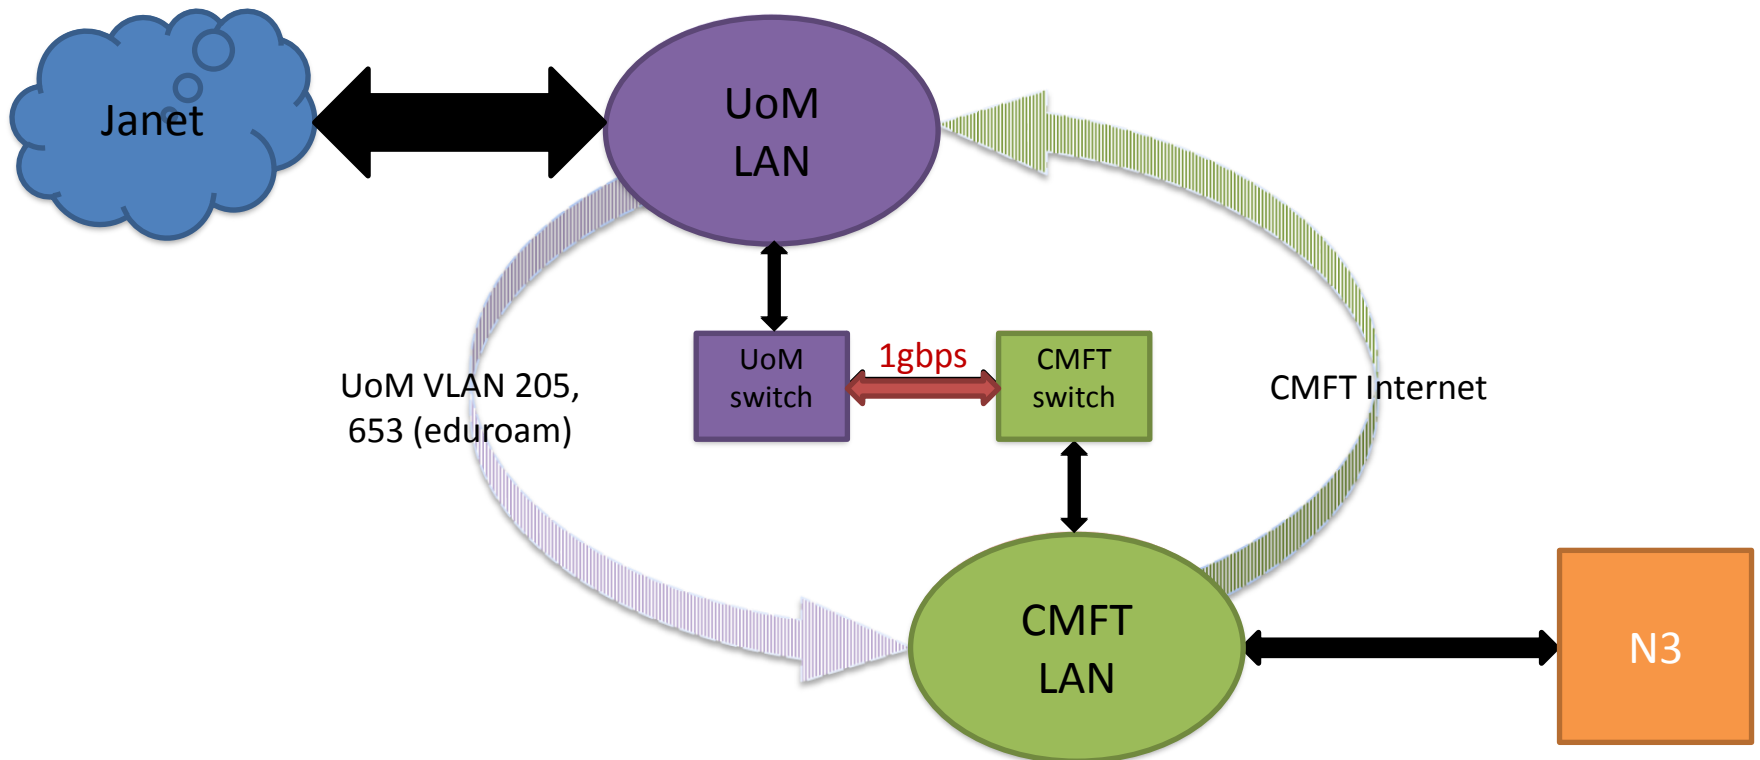 Janet
UoM
LAN
UoM
switch
1gbps
CMFT
switch
UoM VLAN 205,
653 (eduroam)
CMFT Internet
CMFT
LAN
N3